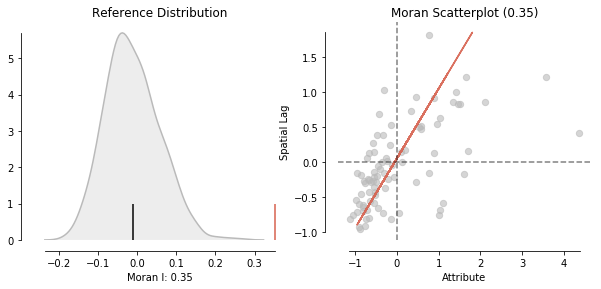 Reference Distribution
5
4
3
2
1
0
−0.2 −0.1 0.0 0.1 0.2 0.3
Moran I: 0.35
Moran Scatterplot (0.35)
Spatial Lag
1.5
1.0
0.5
0.0
−0.5
−1.0
−1 0 1 2 3 4
Attribute